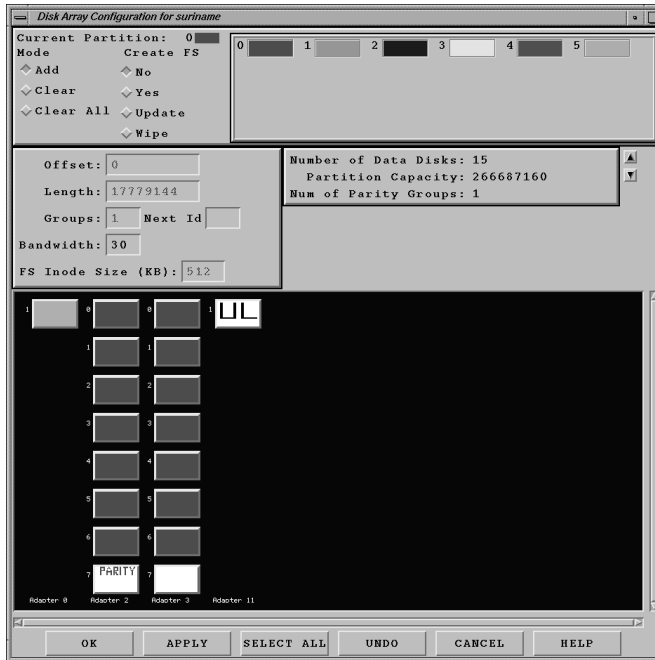 Disk Array Configuration for suriname
Current Partition: 0
Mode Create FS
Add No
Clear Yes
Clear All Update
Wipe
0 1 2 3 4 5
Offset: 0
Length: 17779144
Groups: 1 Next Id
Bandwidth: 30
FS Inode Size (KB): 512
Number of Data Disks: 15
Partition Capacity: 266687160
Num of Parity Groups: 1
1 0 0 1 UL
1 1
2 2
3 3
4 4
5 5
6 6
7 PARITY 7
Adapter 0 Adapter 2 Adapter 3 Adapter 11
OK APPLY SELECT ALL UNDO CANCEL HELP